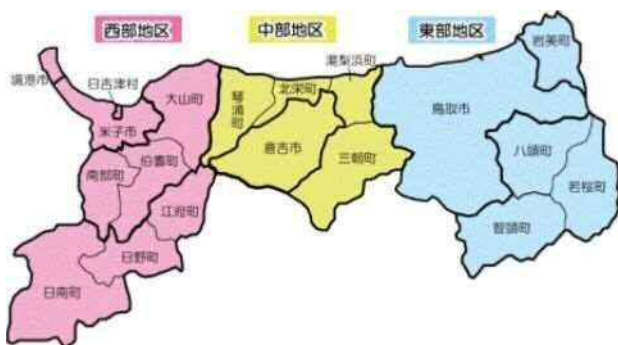 西部地区
中部地区
東部地区
境港市
日吉津村
大山町
米子市
南部町
伯耆町
江府町
日野町
日南町
琴浦町
北栄町
湯梨浜町
倉吉市
三朝町
岩美町
鳥取市
八頭町
若桜町
智頭町